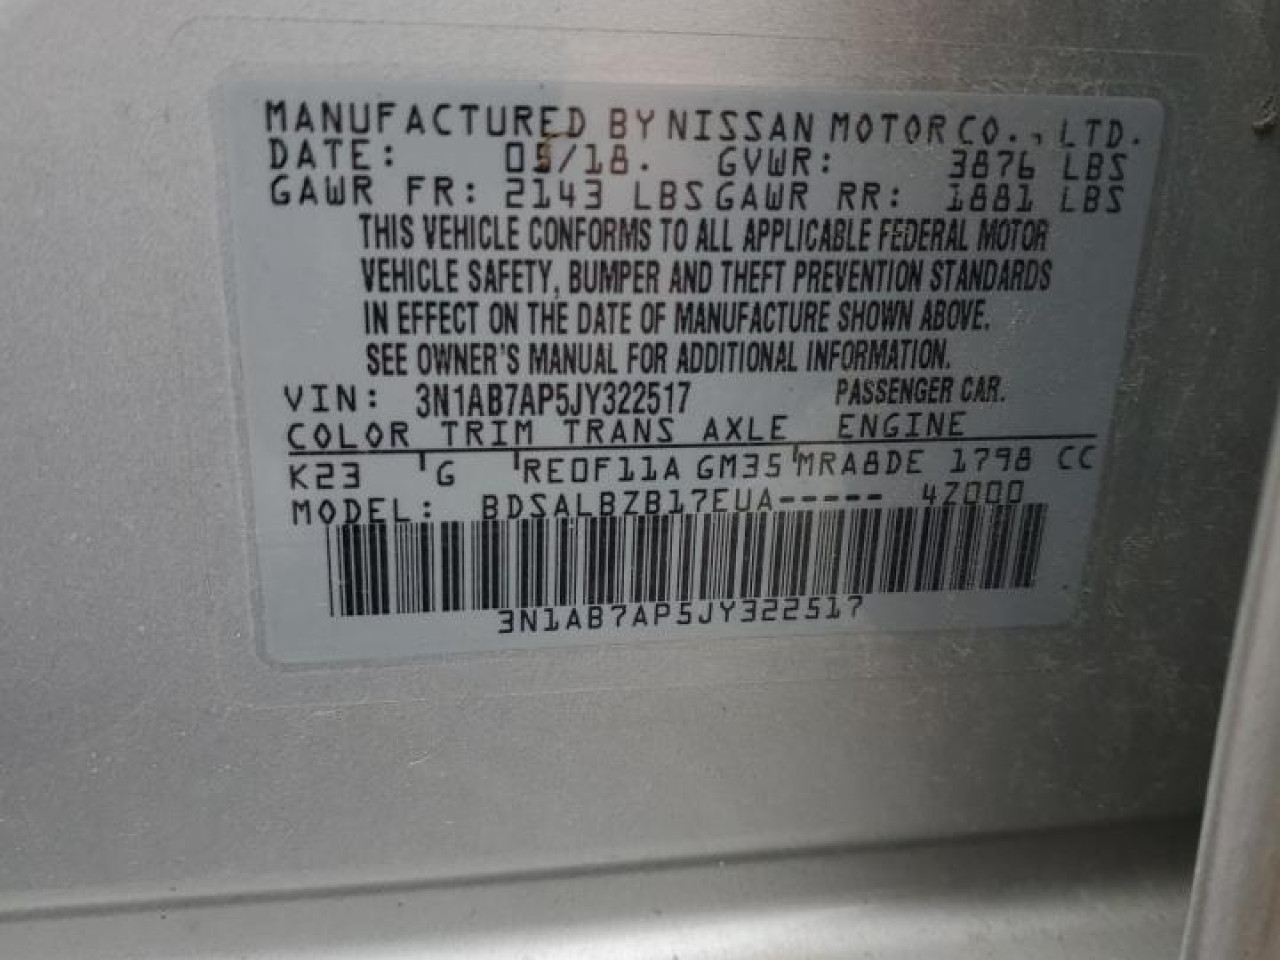 MANUFACTURED BY NISSAN MOTOR CO., LTD.
DATE: 05/18. GVWR: 3876 LBS
GAWR FR: 2143 LBS GAWR RR: 1881 LBS
THIS VEHICLE CONFORMS TO ALL APPLICABLE FEDERAL MOTOR
VEHICLE SAFETY, BUMPER AND THEFT PREVENTION STANDARDS
IN EFFECT ON THE DATE OF MANUFACTURE SHOWN ABOVE.
SEE OWNER'S MANUAL FOR ADDITIONAL INFORMATION.
VIN: 3N1AB7AP5JY322517 PASSENGER CAR.
COLOR TRIM TRANS AXLE ENGINE
K23 'G 'RE0F11A GM35 'MRA8DE 1798 CC
MODEL: BDSALBZB17EUA----- 4Z000
3N1AB7AP5JY322517